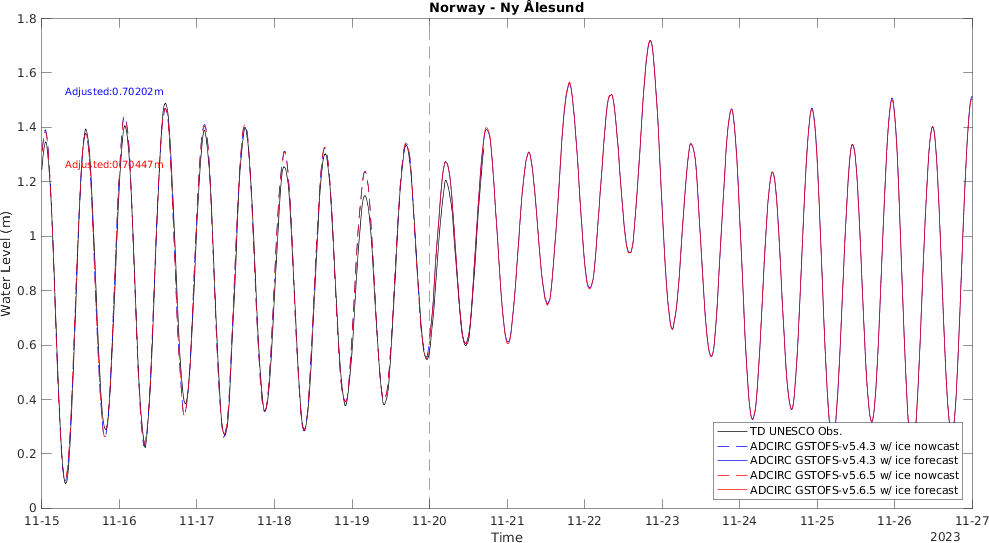 Norway - Ny Ålesund
1.8
1.6
1.4
1.2
1
0.8
0.6
0.4
0.2
0
Water Level (m)
Adjusted:0.70202m
Adjusted:0.70447m
TD UNESCO Obs.
ADCIRC GSTOFS-v5.4.3 w/ ice nowcast
ADCIRC GSTOFS-v5.4.3 w/ ice forecast
ADCIRC GSTOFS-v5.6.5 w/ ice nowcast
ADCIRC GSTOFS-v5.6.5 w/ ice forecast
11-15 11-16 11-17 11-18 11-19 11-20 11-21 11-22 11-23 11-24 11-25 11-26 11-27
Time
2023